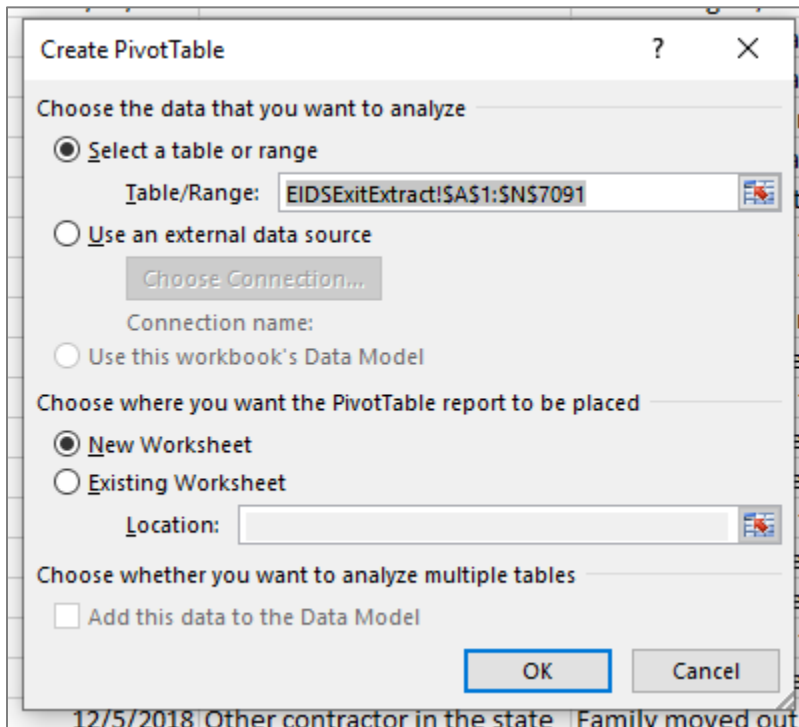 Create PivotTable ? ✕
Choose the data that you want to analyze
Select a table or range
Table/Range: EIDSExitExtract!$A$1:$N$7091
Use an external data source
Choose Connection...
Connection name:
Use this workbook's Data Model
Choose where you want the PivotTable report to be placed
New Worksheet
Existing Worksheet
Location:
Choose whether you want to analyze multiple tables
Add this data to the Data Model
OK Cancel
12/5/2018 Other contractor in the state Family moved out